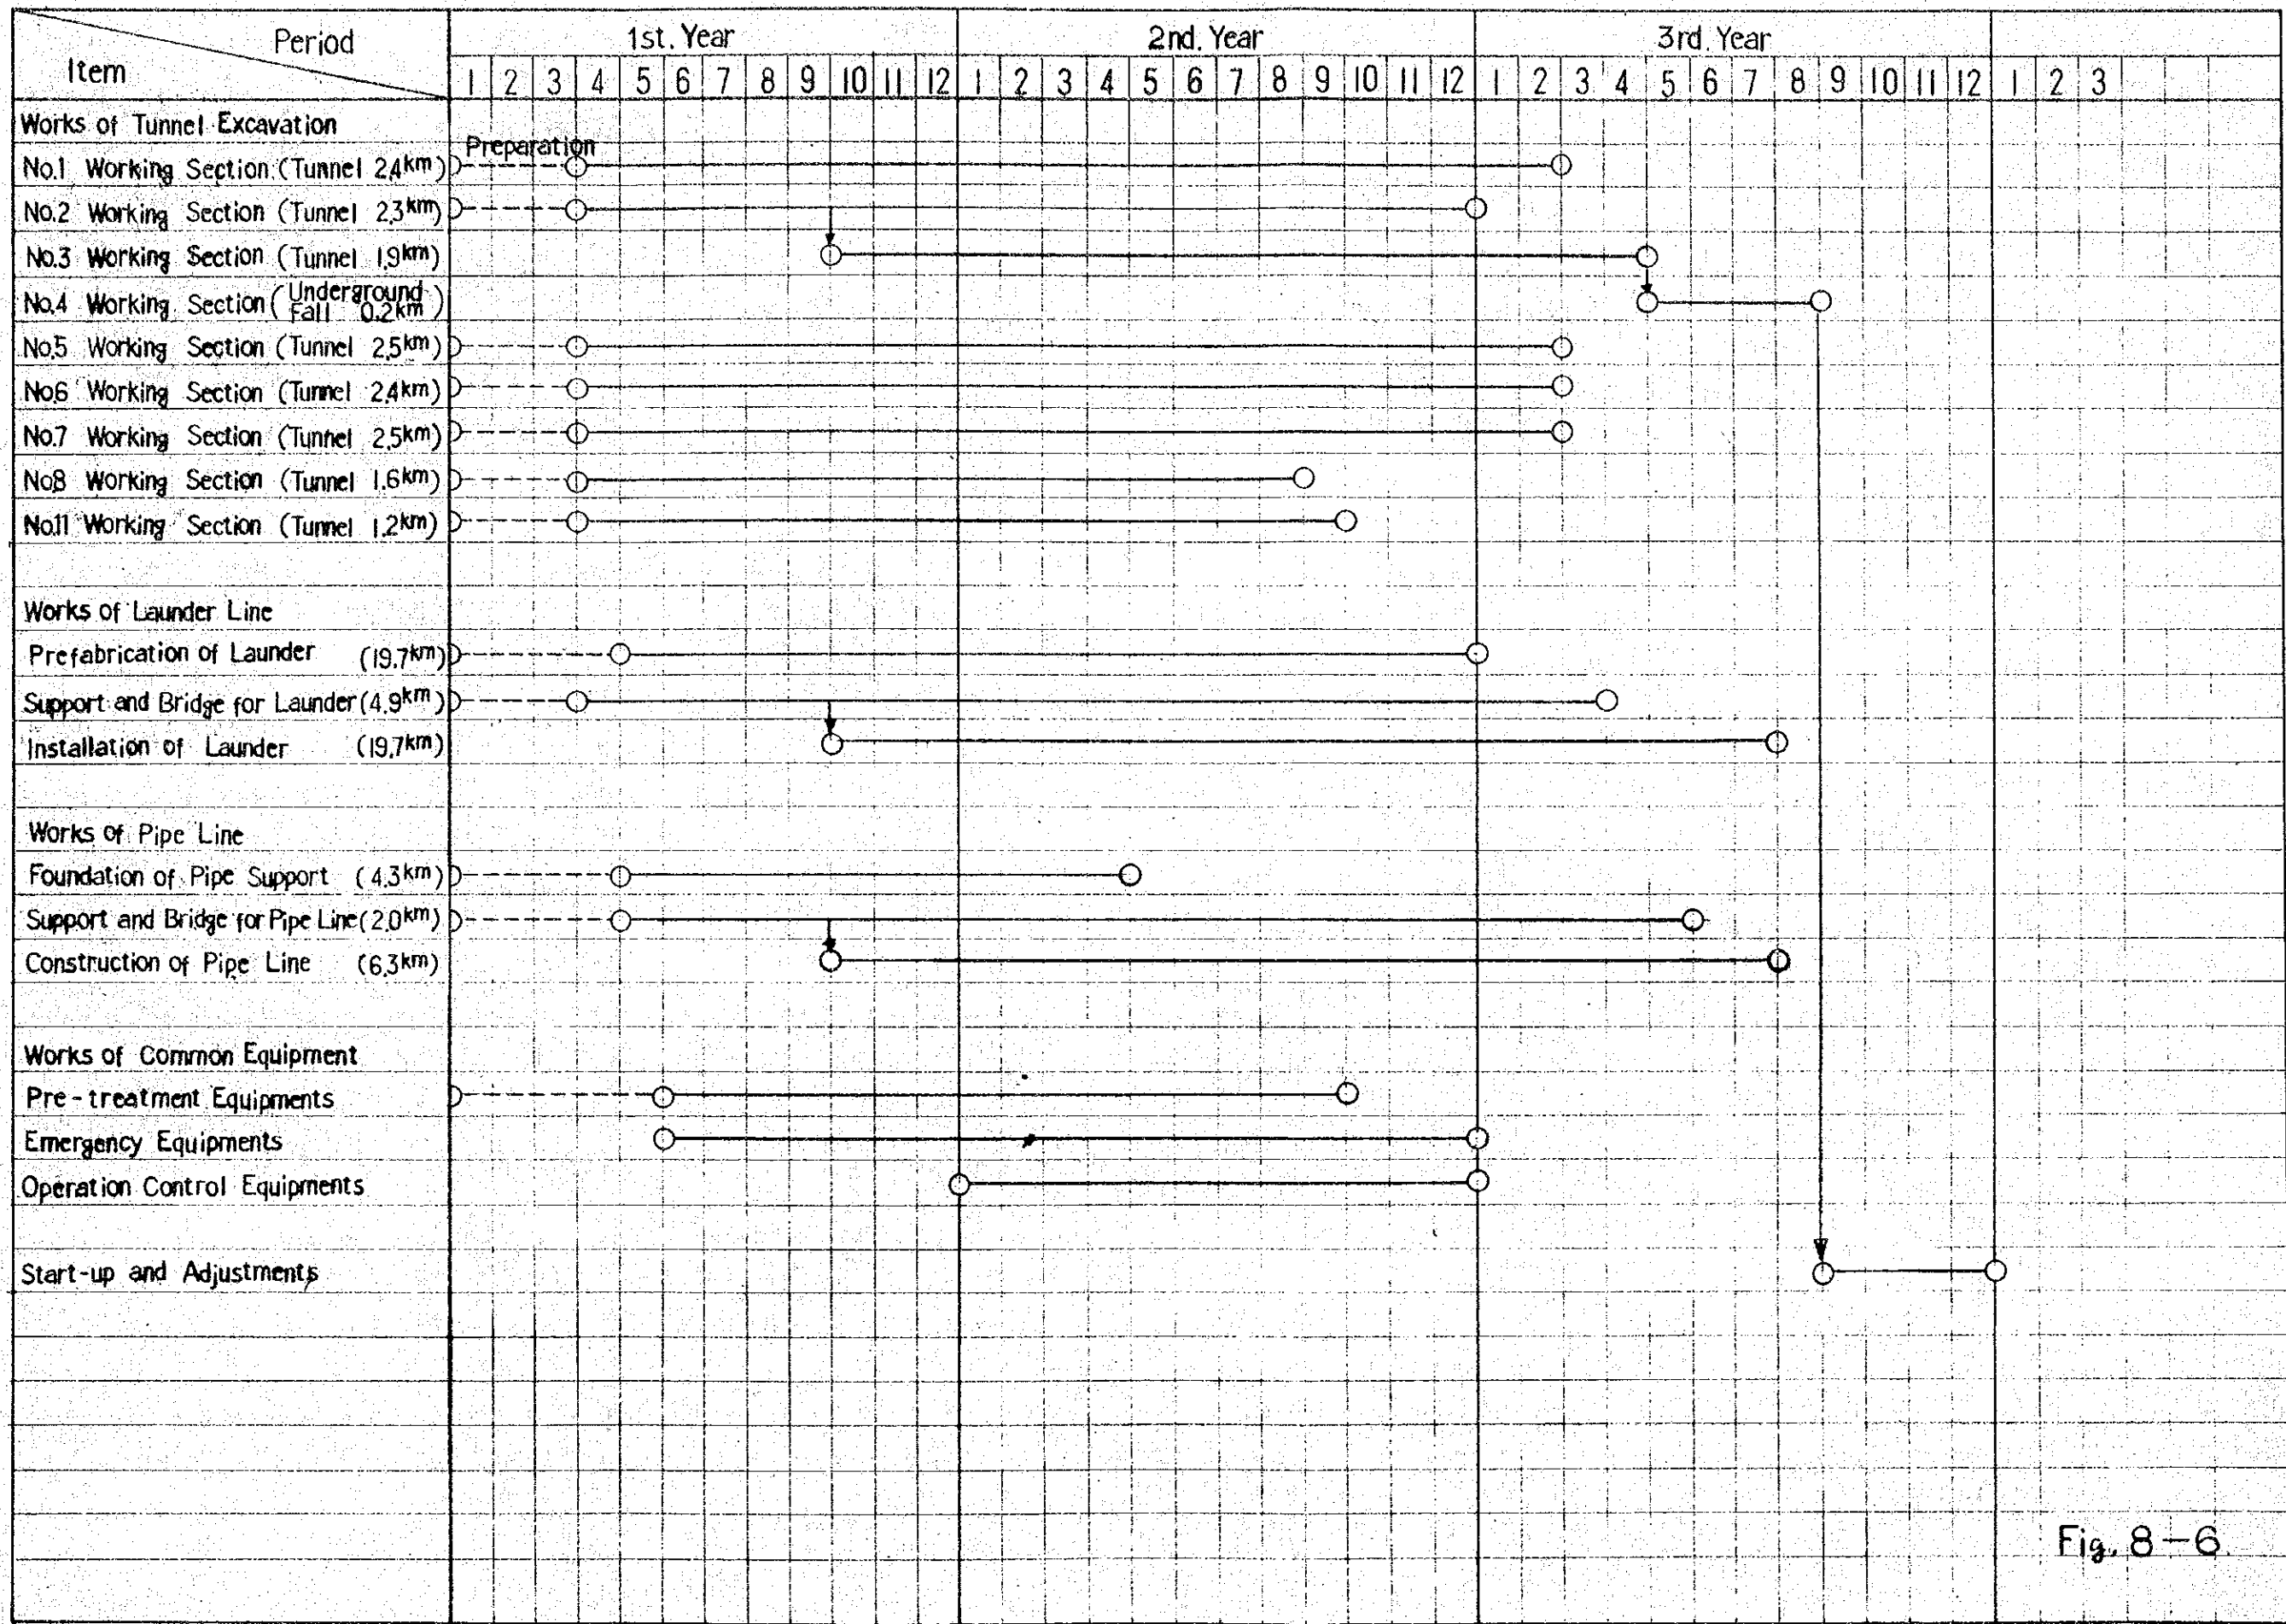 Period
Item
1st. Year
2nd. Year
3rd. Year
1 2 3 4 5 6 7 8 9 10 11 12 1 2 3 4 5 6 7 8 9 10 11 12 1 2 3 4 5 6 7 8 9 10 11 12 1 2 3
Works of Tunnel Excavation
Preparation
No.1 Working Section (Tunnel 2.4km)
No.2 Working Section (Tunnel 2.3km)
No.3 Working Section (Tunnel 1.9km)
No.4 Working Section (Underground
Fall 0.2km)
No.5 Working Section (Tunnel 2.5km)
No.6 Working Section (Tunnel 2.4km)
No.7 Working Section (Tunnel 2.5km)
No.8 Working Section (Tunnel 1.6km)
No.11 Working Section (Tunnel 1.2km)
Works of Launder Line
Prefabrication of Launder (19.7km)
Support and Bridge for Launder (4.9km)
Installation of Launder (19.7km)
Works of Pipe Line
Foundation of Pipe Support (4.3km)
Support and Bridge for Pipe Line (2.0km)
Construction of Pipe Line (6.3km)
Works of Common Equipment
Pre-treatment Equipments
Emergency Equipments
Operation Control Equipments
Start-up and Adjustments
Fig. 8-6